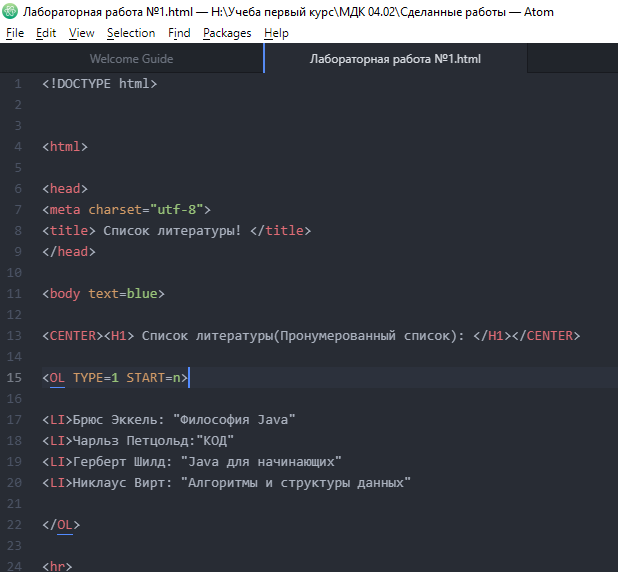 Лабораторная работа №1.html — H:\Учеба первый курс\МДК 04.02\Сделанные работы — Atom
File Edit View Selection Find Packages Help
Welcome Guide Лабораторная работа №1.html
1 <!DOCTYPE html>
2
3
4 <html>
5
6 <head>
7 <meta charset="utf-8">
8 <title> Список литературы! </title>
9 </head>
10
11 <body text=blue>
12
13 <CENTER><H1> Список литературы(Пронумерованный список): </H1></CENTER>
14
15 <OL TYPE=1 START=n>
16
17 <LI>Брюс Эккель: "Философия Java"
18 <LI>Чарльз Петцольд:"КОД"
19 <LI>Герберт Шилд: "Java для начинающих"
20 <LI>Никлаус Вирт: "Алгоритмы и структуры данных"
21
22 </OL>
23
24 <hr>